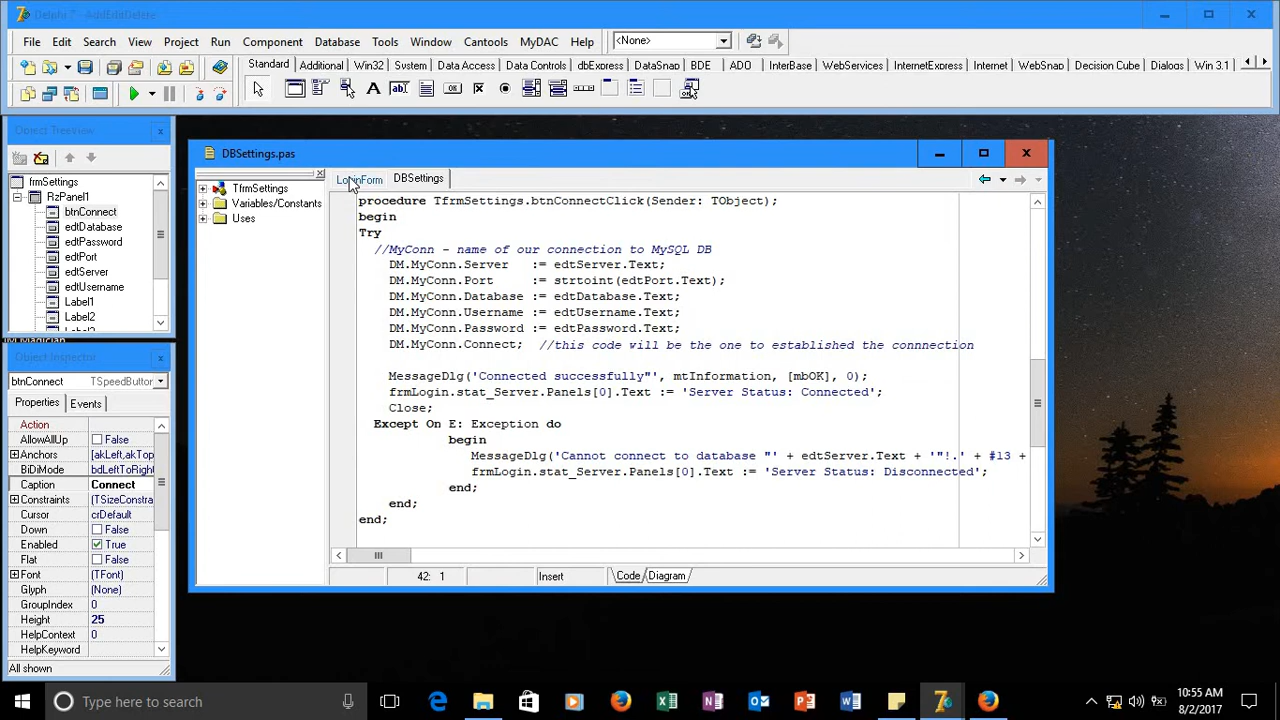 Delphi 7 -
File Edit Search View Project Run Component Database Tools Window Cantools MyDAC Help <None>
Standard Additional Win32 System Data Access Data Controls dbExpress DataSnap BDE ADO InterBase WebServices InternetExpress Internet WebSnap Decision Cube Dialogs Win 3.1
Object TreeView
frmSettings
RzPanel1
btnConnect
edtDatabase
edtPassword
edtPort
edtServer
edtUsername
Label1
Label2
Object Inspector
btnConnect TSpeedButtor
Properties Events
Action
AllowAllUp False
Anchors [akLeft,akTop
BiDiMode bdLeftToRight
Caption Connect
Constraints (TSizeConstra
Cursor crDefault
Down False
Enabled True
Flat False
Font (TFont)
Glyph (None)
GroupIndex 0
Height 25
HelpContext 0
HelpKeyword
All shown
DBSettings.pas
TfrmSettings
Variables/Constants
Uses
LoginForm DBSettings
procedure TfrmSettings.btnConnectClick(Sender: TObject);
begin
Try
//MyConn - name of our connection to MySQL DB
DM.MyConn.Server := edtServer.Text;
DM.MyConn.Port := strtoint(edtPort.Text);
DM.MyConn.Database := edtDatabase.Text;
DM.MyConn.Username := edtUsername.Text;
DM.MyConn.Password := edtPassword.Text;
DM.MyConn.Connect; //this code will be the one to established the connnection
MessageDlg('Connected successfully"', mtInformation, [mbOK], 0);
frmLogin.stat_Server.Panels[0].Text := 'Server Status: Connected';
Close;
Except On E: Exception do
begin
MessageDlg('Cannot connect to database "' + edtServer.Text + '"!.' + #13 +
frmLogin.stat_Server.Panels[0].Text := 'Server Status: Disconnected';
end;
end;
end;
42: 1 Insert Code Diagram
Type here to search
10:55 AM
8/2/2017